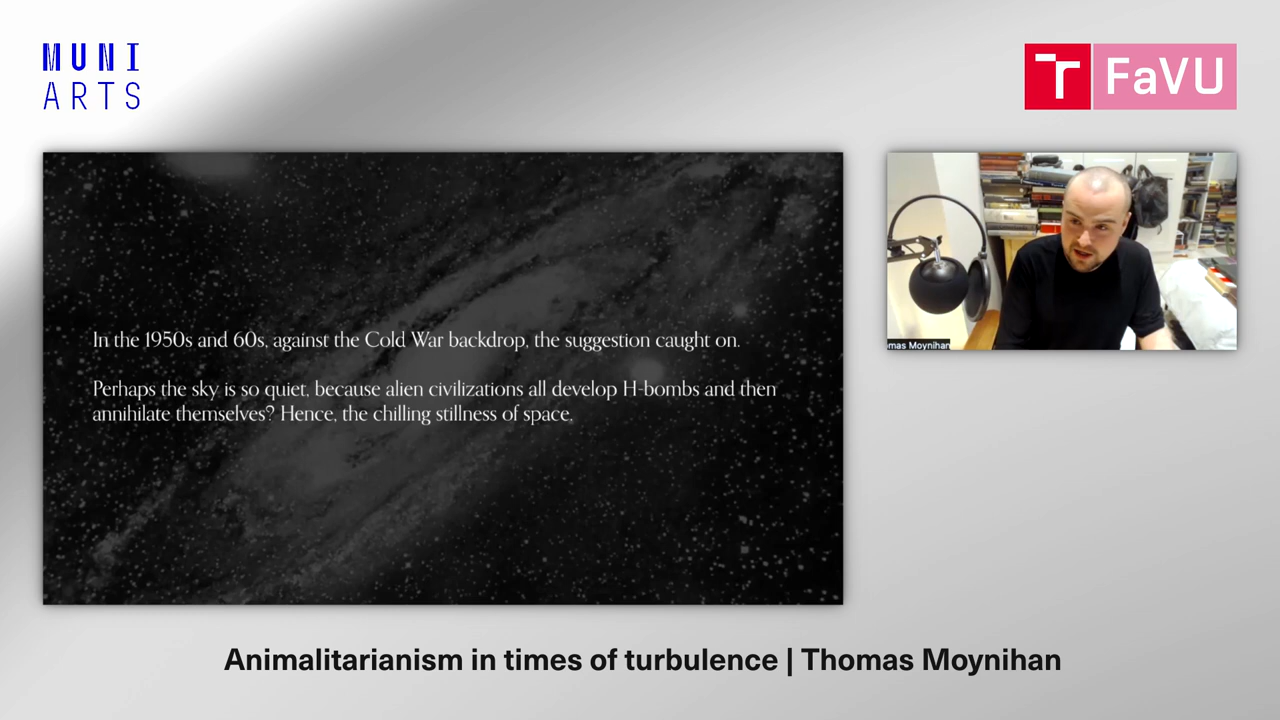 MUNI
ARTS
FaVU
In the 1950s and 60s, against the Cold War backdrop, the suggestion caught on.
Perhaps the sky is so quiet, because alien civilizations all develop H-bombs and then
annihilate themselves? Hence, the chilling stillness of space.
omas Moynihan
Animalitarianism in times of turbulence | Thomas Moynihan